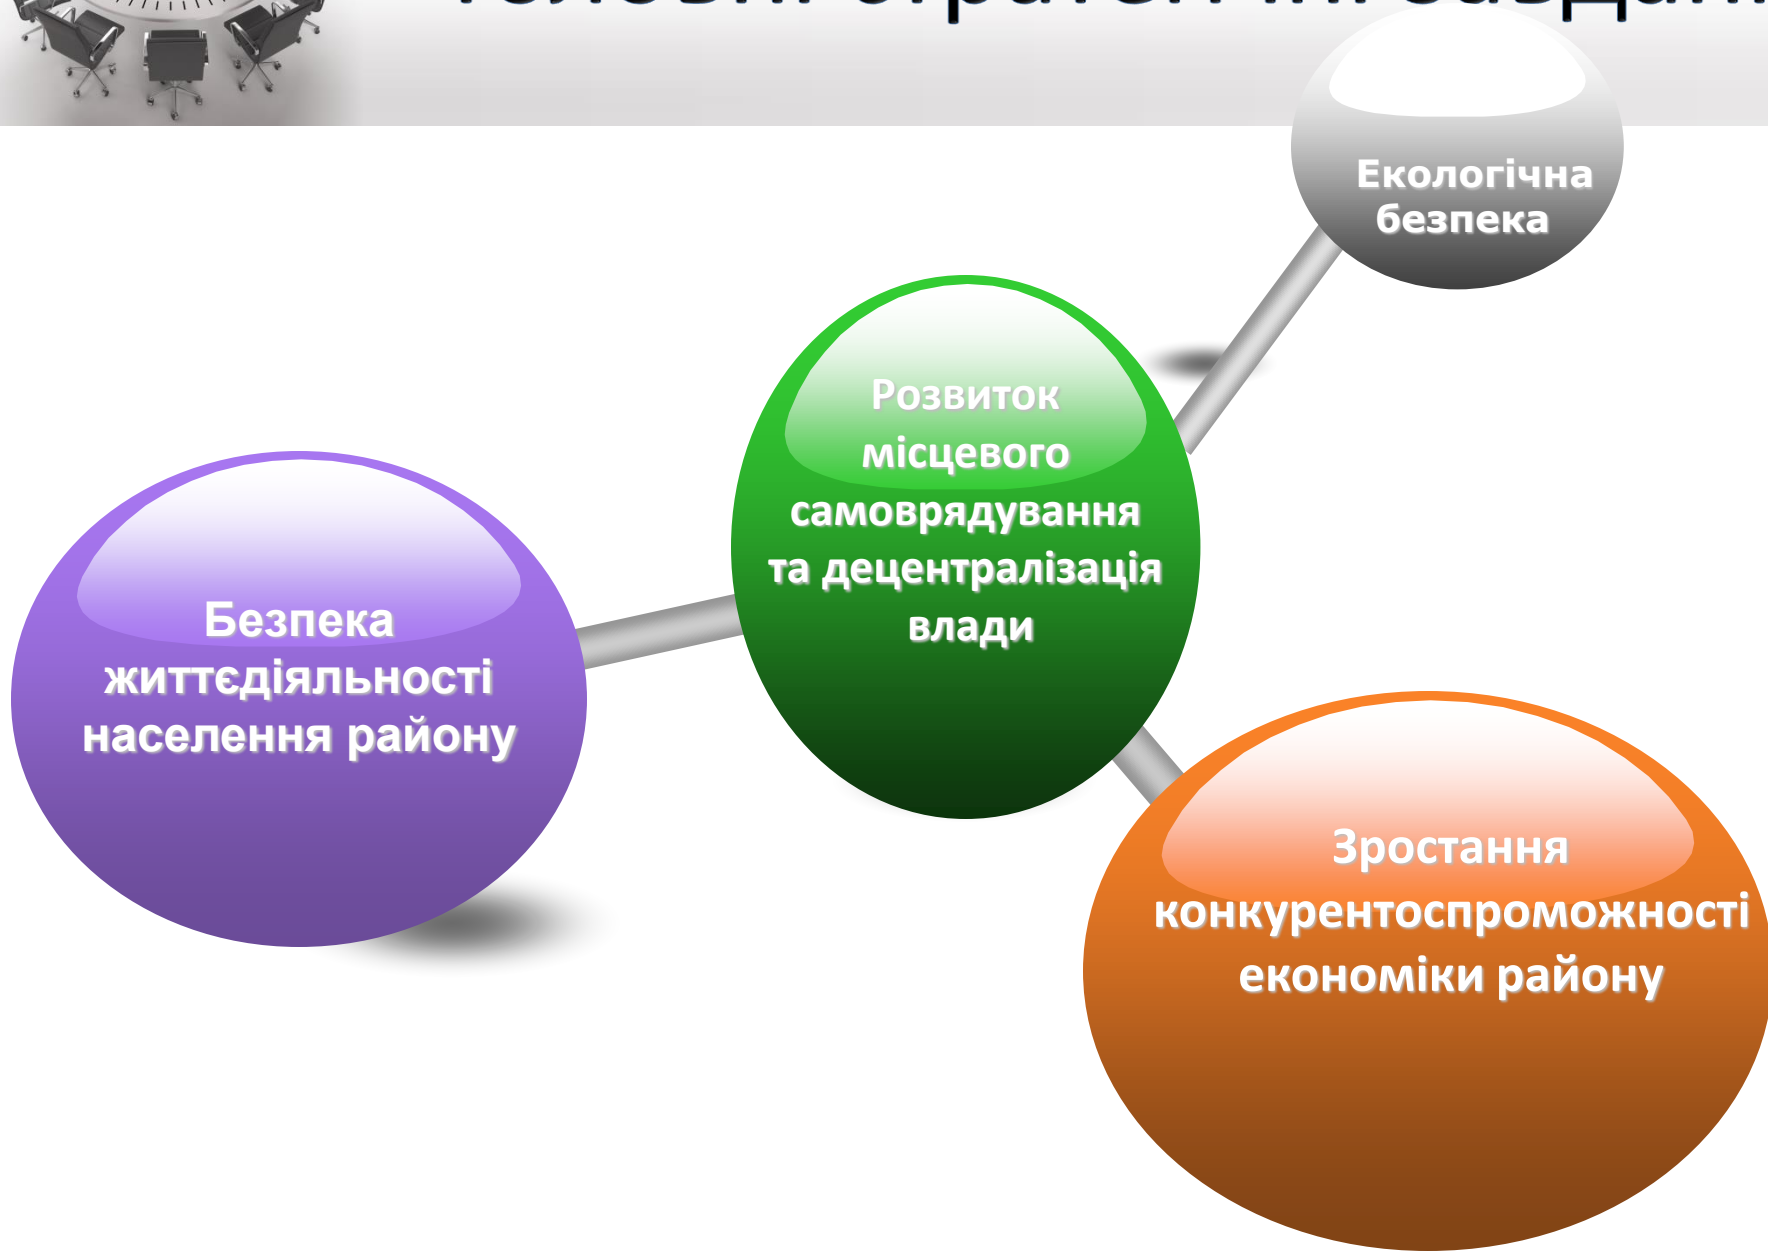 Екологічна
безпека
Розвиток
місцевого
самоврядування
та децентралізація
влади
Безпека
життєдіяльності
населення району
Зростання
конкурентоспроможності
економіки району